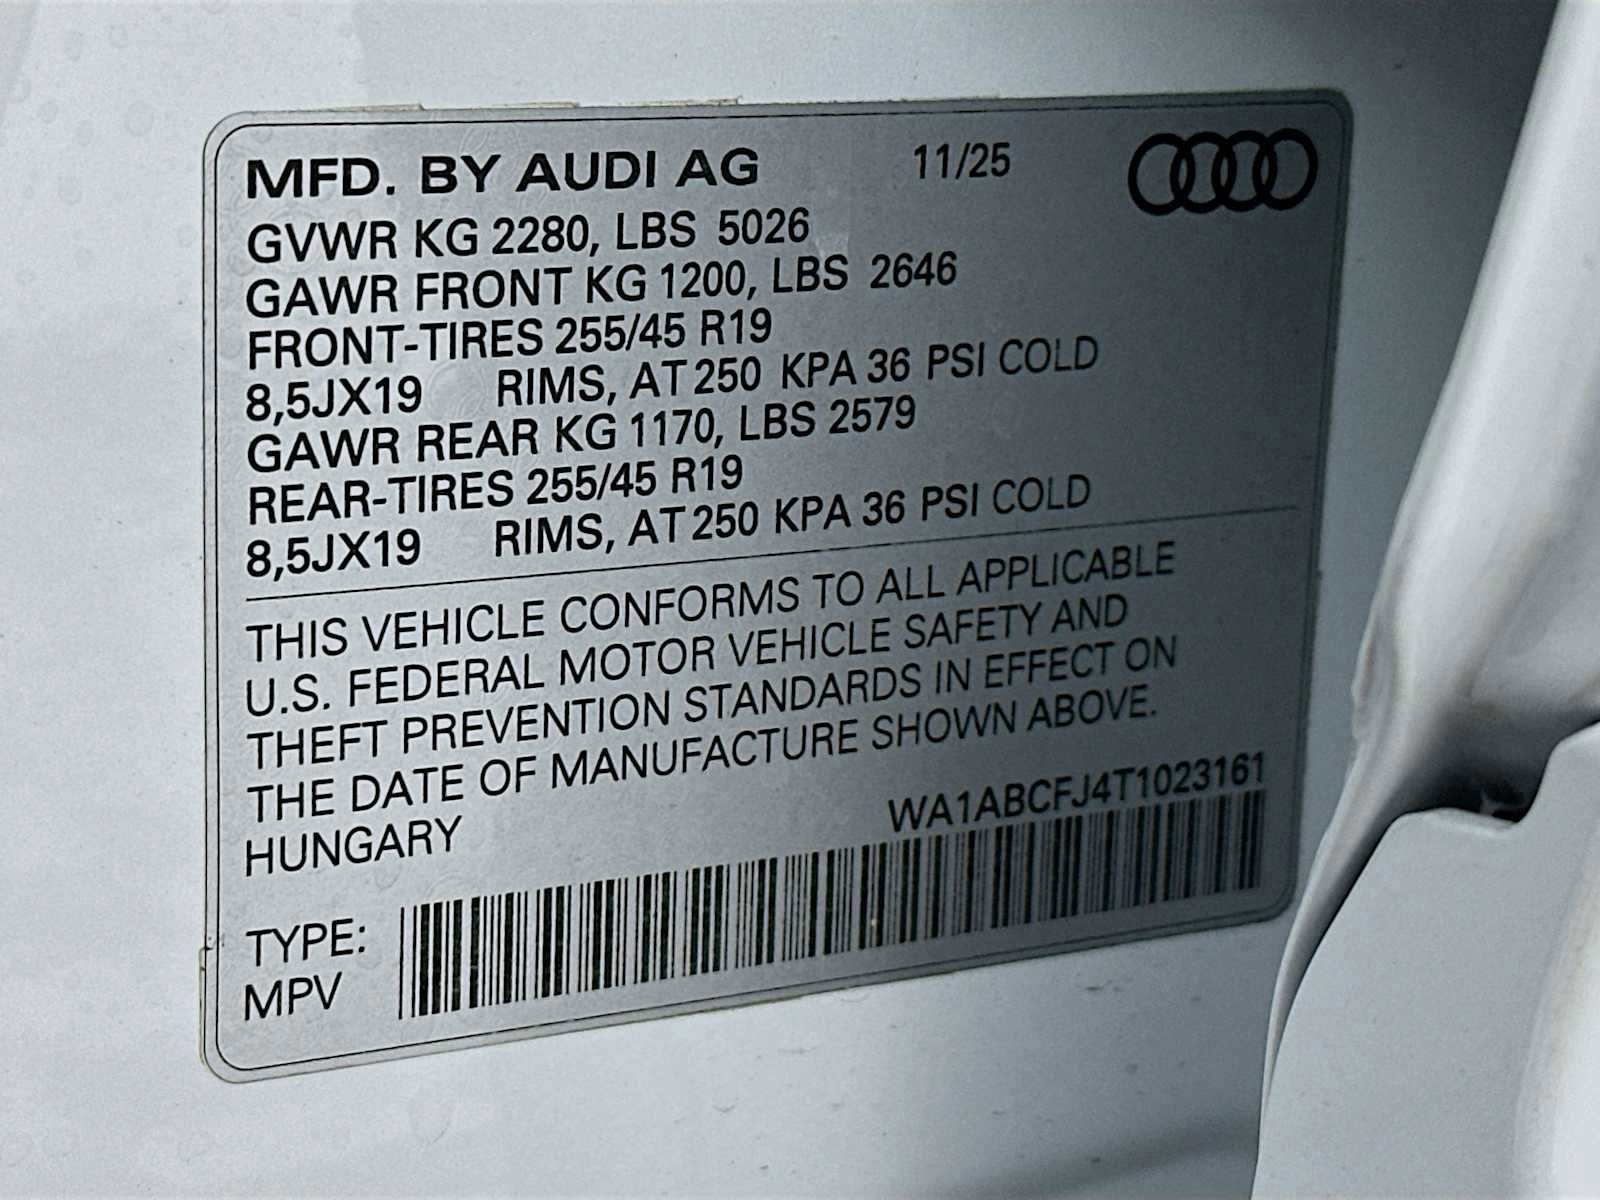 MFD. BY AUDI AG 11/25
GVWR KG 2280, LBS 5026
GAWR FRONT KG 1200, LBS 2646
FRONT-TIRES 255/45 R19
8,5JX19 RIMS, AT 250 KPA 36 PSI COLD
GAWR REAR KG 1170, LBS 2579
REAR-TIRES 255/45 R19
8,5JX19 RIMS, AT 250 KPA 36 PSI COLD
THIS VEHICLE CONFORMS TO ALL APPLICABLE
U.S. FEDERAL MOTOR VEHICLE SAFETY AND
THEFT PREVENTION STANDARDS IN EFFECT ON
THE DATE OF MANUFACTURE SHOWN ABOVE.
HUNGARY WA1ABCFJ4T1023161
TYPE:
MPV